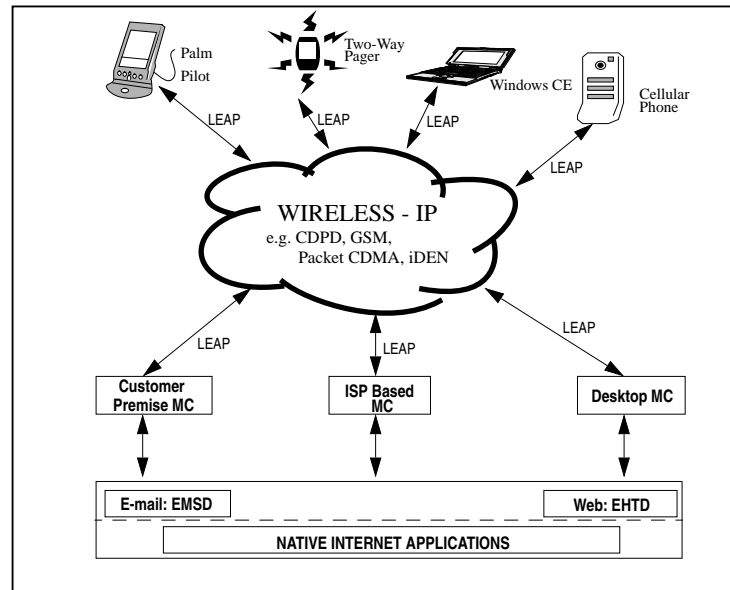 Palm
Pilot
Two-Way
Pager
Windows CE
Cellular
Phone
LEAP
LEAP
LEAP
LEAP
WIRELESS - IP
e.g. CDPD, GSM,
Packet CDMA, iDEN
LEAP
LEAP
LEAP
Customer
Premise MC
ISP Based
MC
Desktop MC
E-mail: EMSD
Web: EHTD
NATIVE INTERNET APPLICATIONS